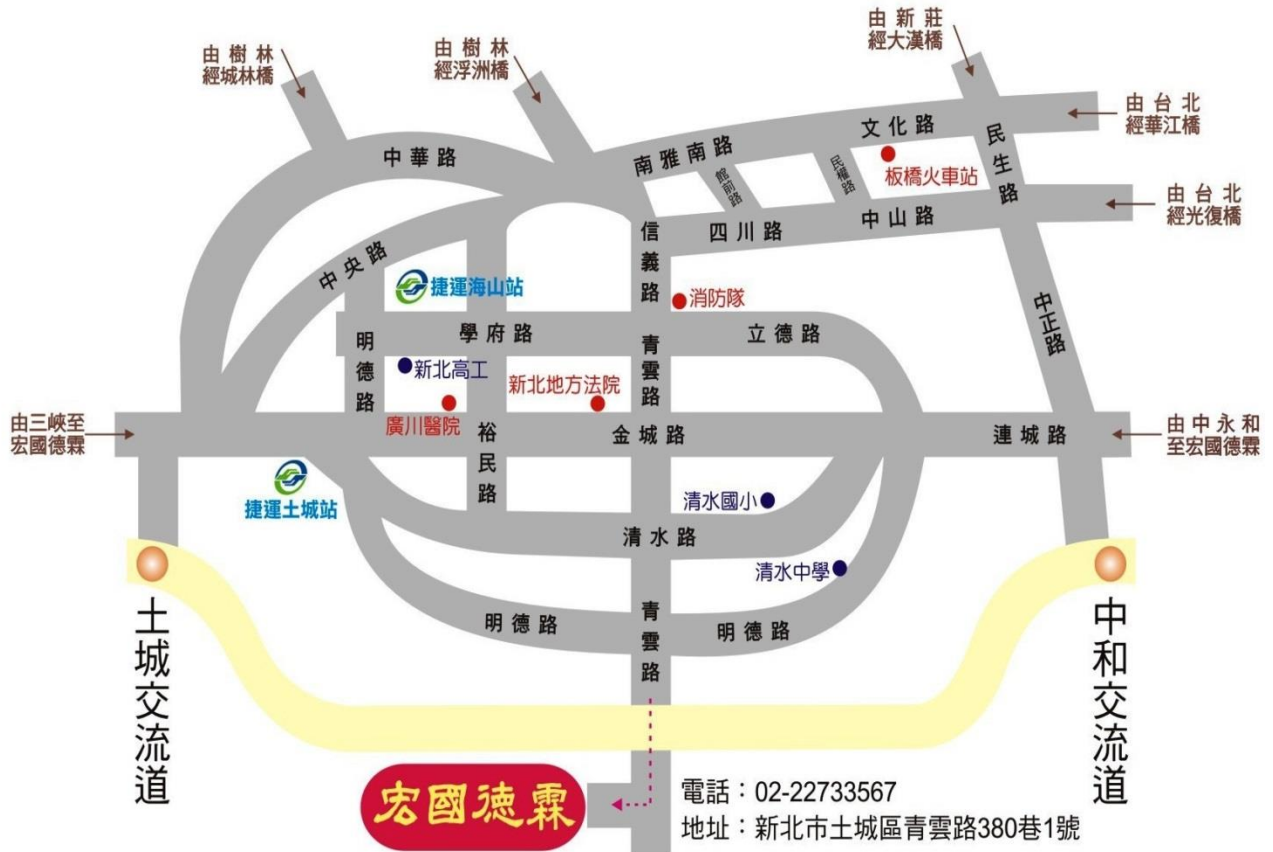 由新莊
經大漢橋
由樹林
經城林橋
由樹林
經浮洲橋
由台北
經華江橋
文化路
南雅南路
中華路
民權路
板橋火車站
民生路
館前路
由台北
經光復橋
中山路
四川路
信義路
中央路
捷運海山站
消防隊
中正路
學府路
立德路
明德路
青雲路
新北高工
新北地方法院
廣川醫院
由三峽至
宏國德霖
金城路
連城路
由中永和
至宏國德霖
裕民路
捷運土城站
清水國小
清水路
清水中學
明德路
青雲路
明德路
土城交流道
中和交流道
宏國德霖
電話：02-22733567
地址：新北市土城區青雲路380巷1號